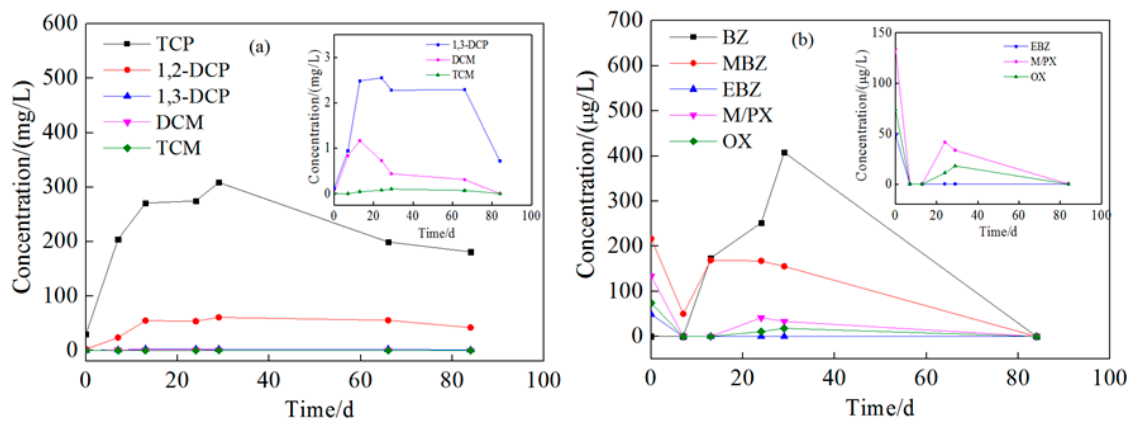 600
500
400
300
200
100
0
Concentration/(mg/L)
TCP
1,2-DCP
1,3-DCP
DCM
TCM
(a)
3
2
1
0
Concentration/(mg/L)
1,3-DCP
DCM
TCM
0 20 40 60 80 100
Time/d
0 20 40 60 80 100
Time/d
700
600
500
400
300
200
100
0
Concentration/(µg/L)
BZ
MBZ
EBZ
M/PX
OX
(b)
150
100
50
0
Concentration/(µg/L)
EBZ
M/PX
OX
0 20 40 60 80 100
Time/d
0 20 40 60 80 100
Time/d